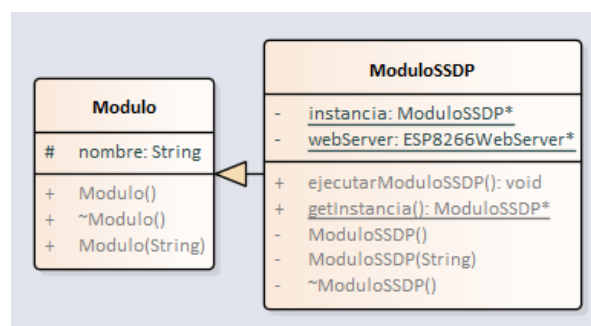 Modulo
# nombre: String
+ Modulo()
+ ~Modulo()
+ Modulo(String)
ModuloSSDP
- instancia: ModuloSSDP*
- webServer: ESP8266WebServer*
+ ejecutarModuloSSDP(): void
+ getInstancia(): ModuloSSDP*
- ModuloSSDP()
- ModuloSSDP(String)
- ~ModuloSSDP()